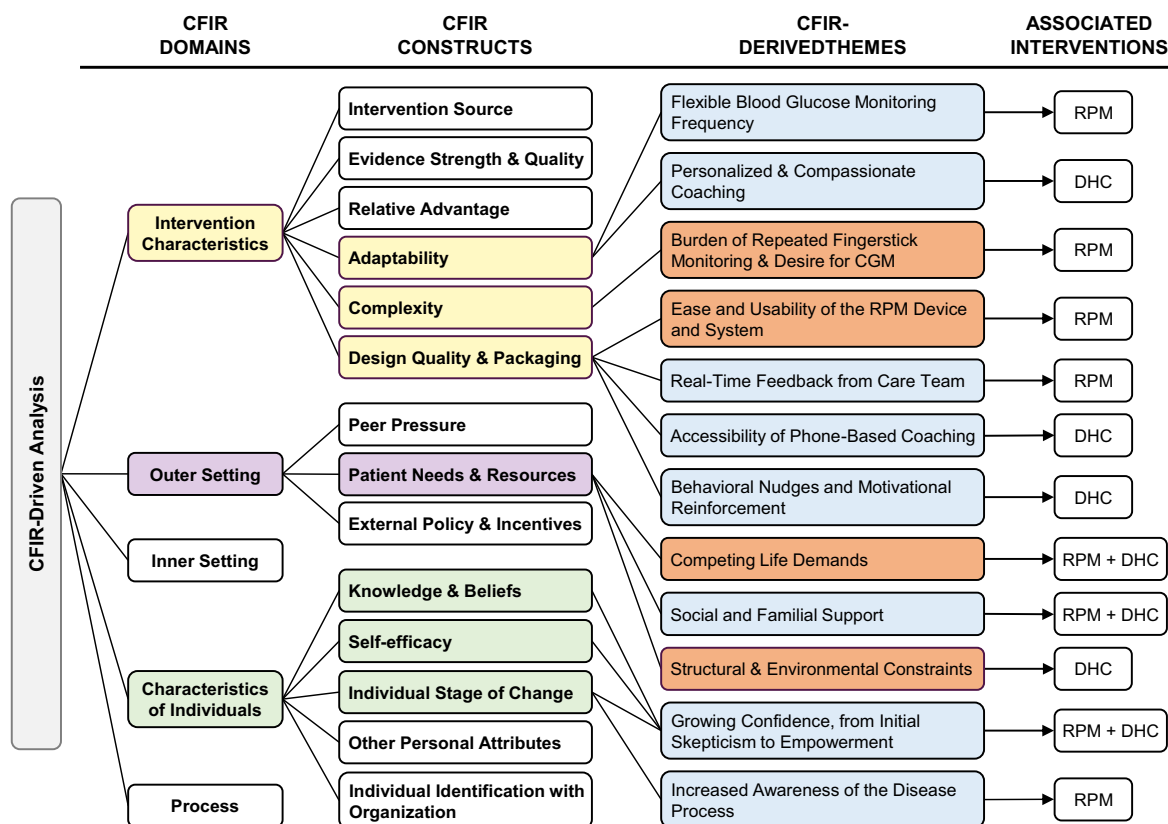 CFIR
DOMAINS
CFIR
CONSTRUCTS
CFIR-
DERIVEDTHEMES
ASSOCIATED
INTERVENTIONS
CFIR-Driven Analysis
Intervention
Characteristics
Outer Setting
Inner Setting
Characteristics
of Individuals
Process
Intervention Source
Evidence Strength & Quality
Relative Advantage
Adaptability
Complexity
Design Quality & Packaging
Peer Pressure
Patient Needs & Resources
External Policy & Incentives
Knowledge & Beliefs
Self-efficacy
Individual Stage of Change
Other Personal Attributes
Individual Identification with
Organization
Flexible Blood Glucose Monitoring
Frequency
Personalized & Compassionate
Coaching
Burden of Repeated Fingerstick
Monitoring & Desire for CGM
Ease and Usability of the RPM Device
and System
Real-Time Feedback from Care Team
Accessibility of Phone-Based Coaching
Behavioral Nudges and Motivational
Reinforcement
Competing Life Demands
Social and Familial Support
Structural & Environmental Constraints
Growing Confidence, from Initial
Skepticism to Empowerment
Increased Awareness of the Disease
Process
RPM
DHC
RPM
RPM
RPM
DHC
DHC
RPM + DHC
RPM + DHC
DHC
RPM + DHC
RPM